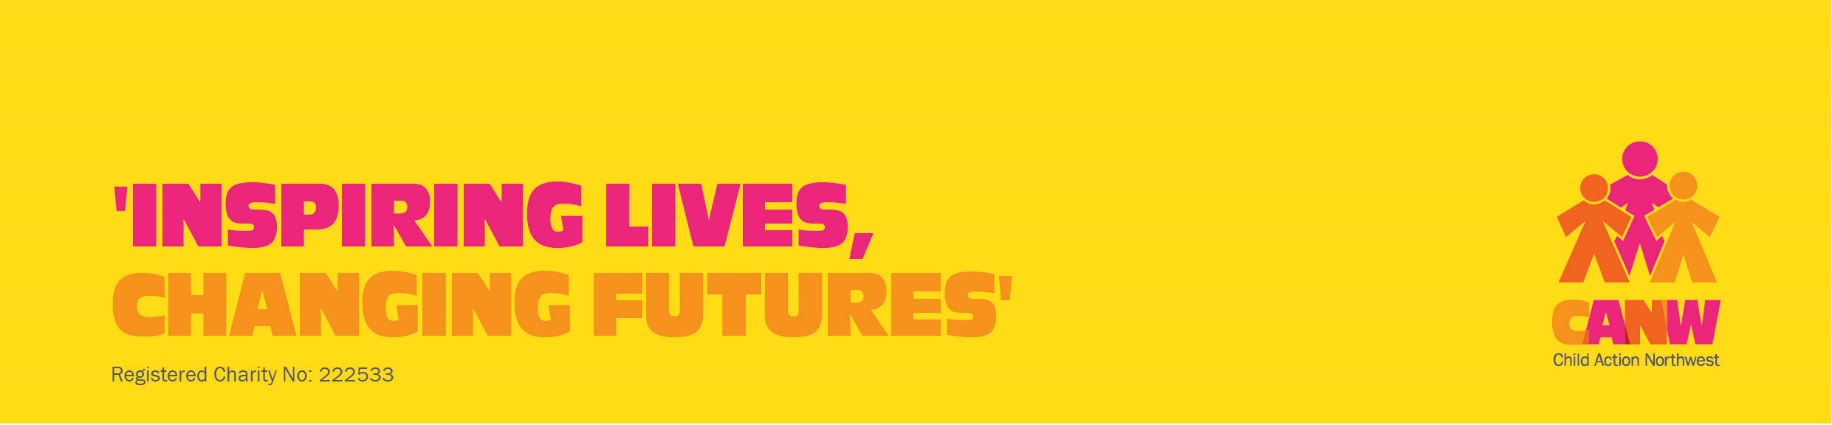 'INSPIRING LIVES,
CHANGING FUTURES'
Registered Charity No: 222533
CANW
Child Action Northwest